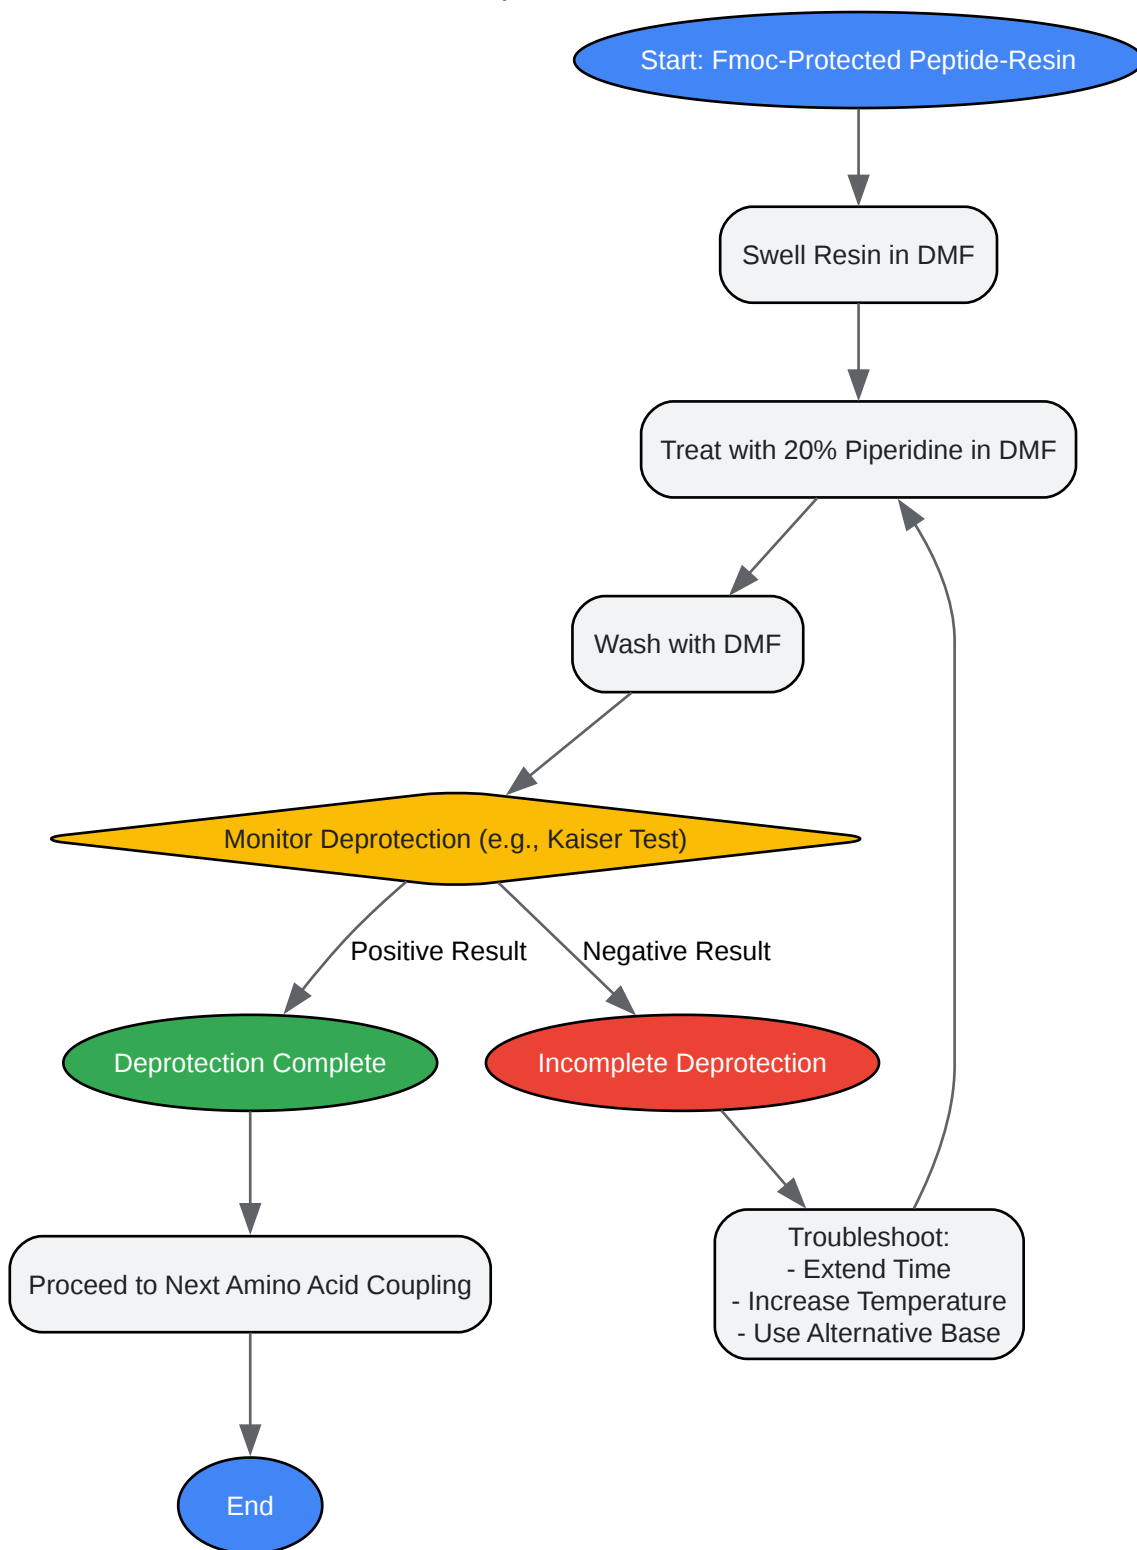 Start: Fmoc-Protected Peptide-Resin
Swell Resin in DMF
Treat with 20% Piperidine in DMF
Wash with DMF
Monitor Deprotection (e.g., Kaiser Test)
Positive Result
Negative Result
Deprotection Complete
Incomplete Deprotection
Proceed to Next Amino Acid Coupling
Troubleshoot:
- Extend Time
- Increase Temperature
- Use Alternative Base
End